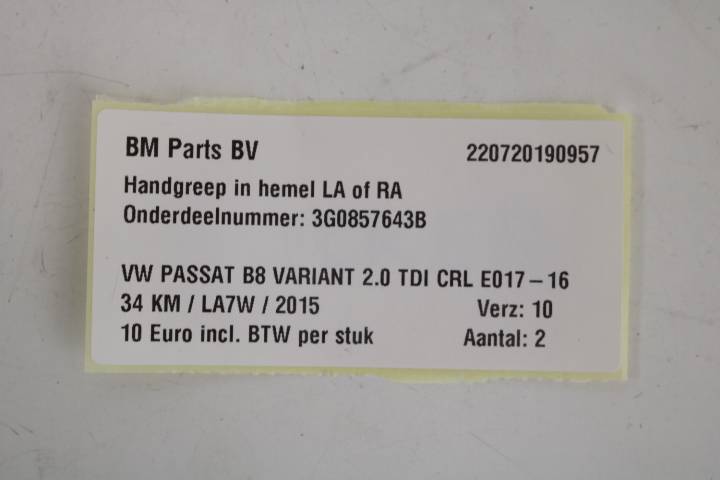 BM Parts BV 220720190957
Handgreep in hemel LA of RA
Onderdeelnummer: 3G0857643B
VW PASSAT B8 VARIANT 2.0 TDI CRL E017-16
34 KM / LA7W / 2015 Verz: 10
10 Euro incl. BTW per stuk Aantal: 2